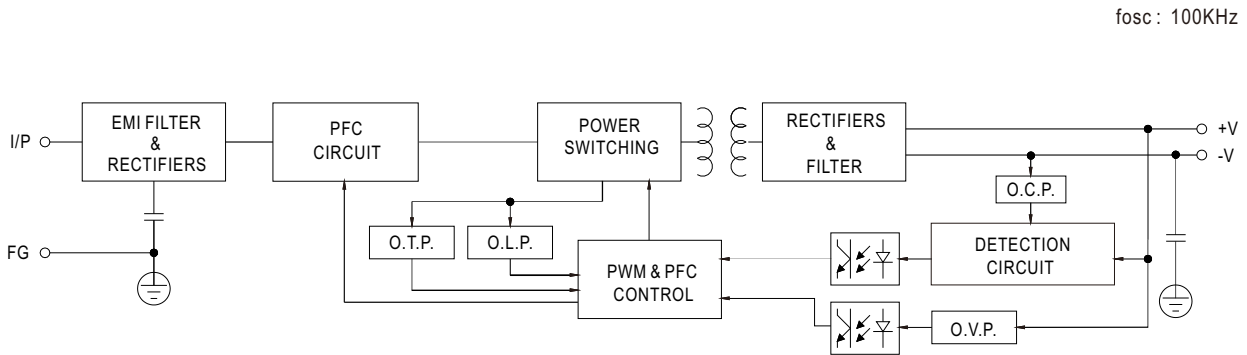 fosc : 100KHz
I/P
EMI FILTER
&
RECTIFIERS
PFC
CIRCUIT
POWER
SWITCHING
RECTIFIERS
&
FILTER
+V
-V
O.C.P.
FG
O.T.P.
O.L.P.
PWM & PFC
CONTROL
DETECTION
CIRCUIT
O.V.P.